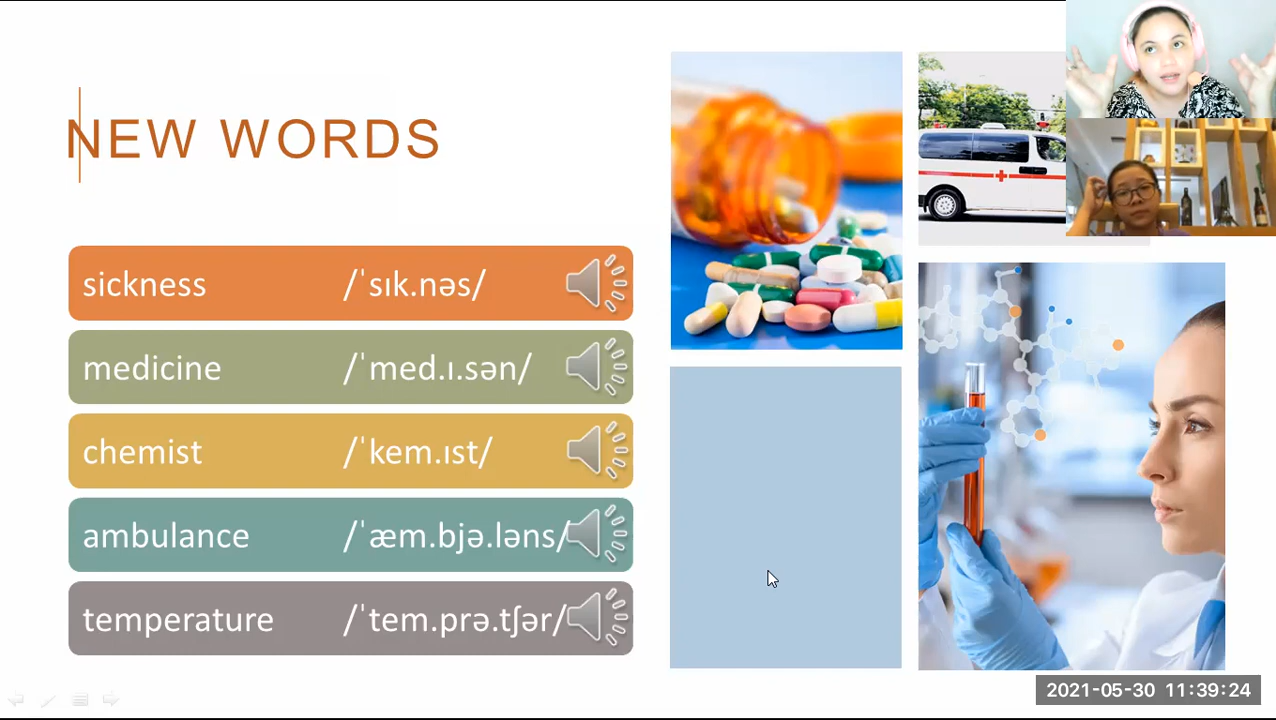 NEW WORDS
sickness /ˈsɪk.nəs/
medicine /ˈmed.ɪ.sən/
chemist /ˈkem.ɪst/
ambulance /ˈæm.bjə.ləns/
temperature /ˈtem.prə.tʃər/
2021-05-30 11:39:24